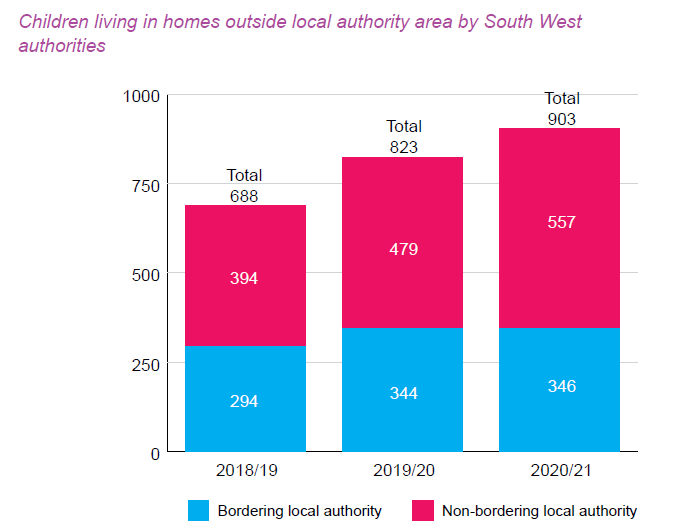 Children living in homes outside local authority area by South West
authorities
1000
750
500
250
0
Total
688
394
294
Total
823
479
344
Total
903
557
346
2018/19
2019/20
2020/21
Bordering local authority
Non-bordering local authority